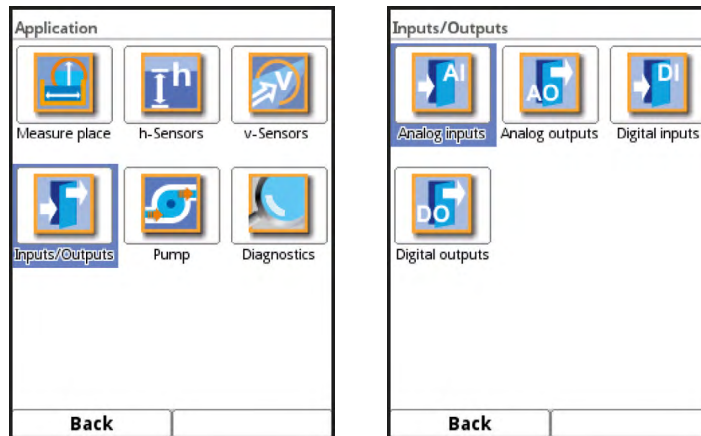 Application
h
v
Measure place h-Sensors v-Sensors
Inputs/Outputs Pump Diagnostics
Back
Inputs/Outputs
AI AO DI
Analog inputs Analog outputs Digital inputs
DO
Digital outputs
Back